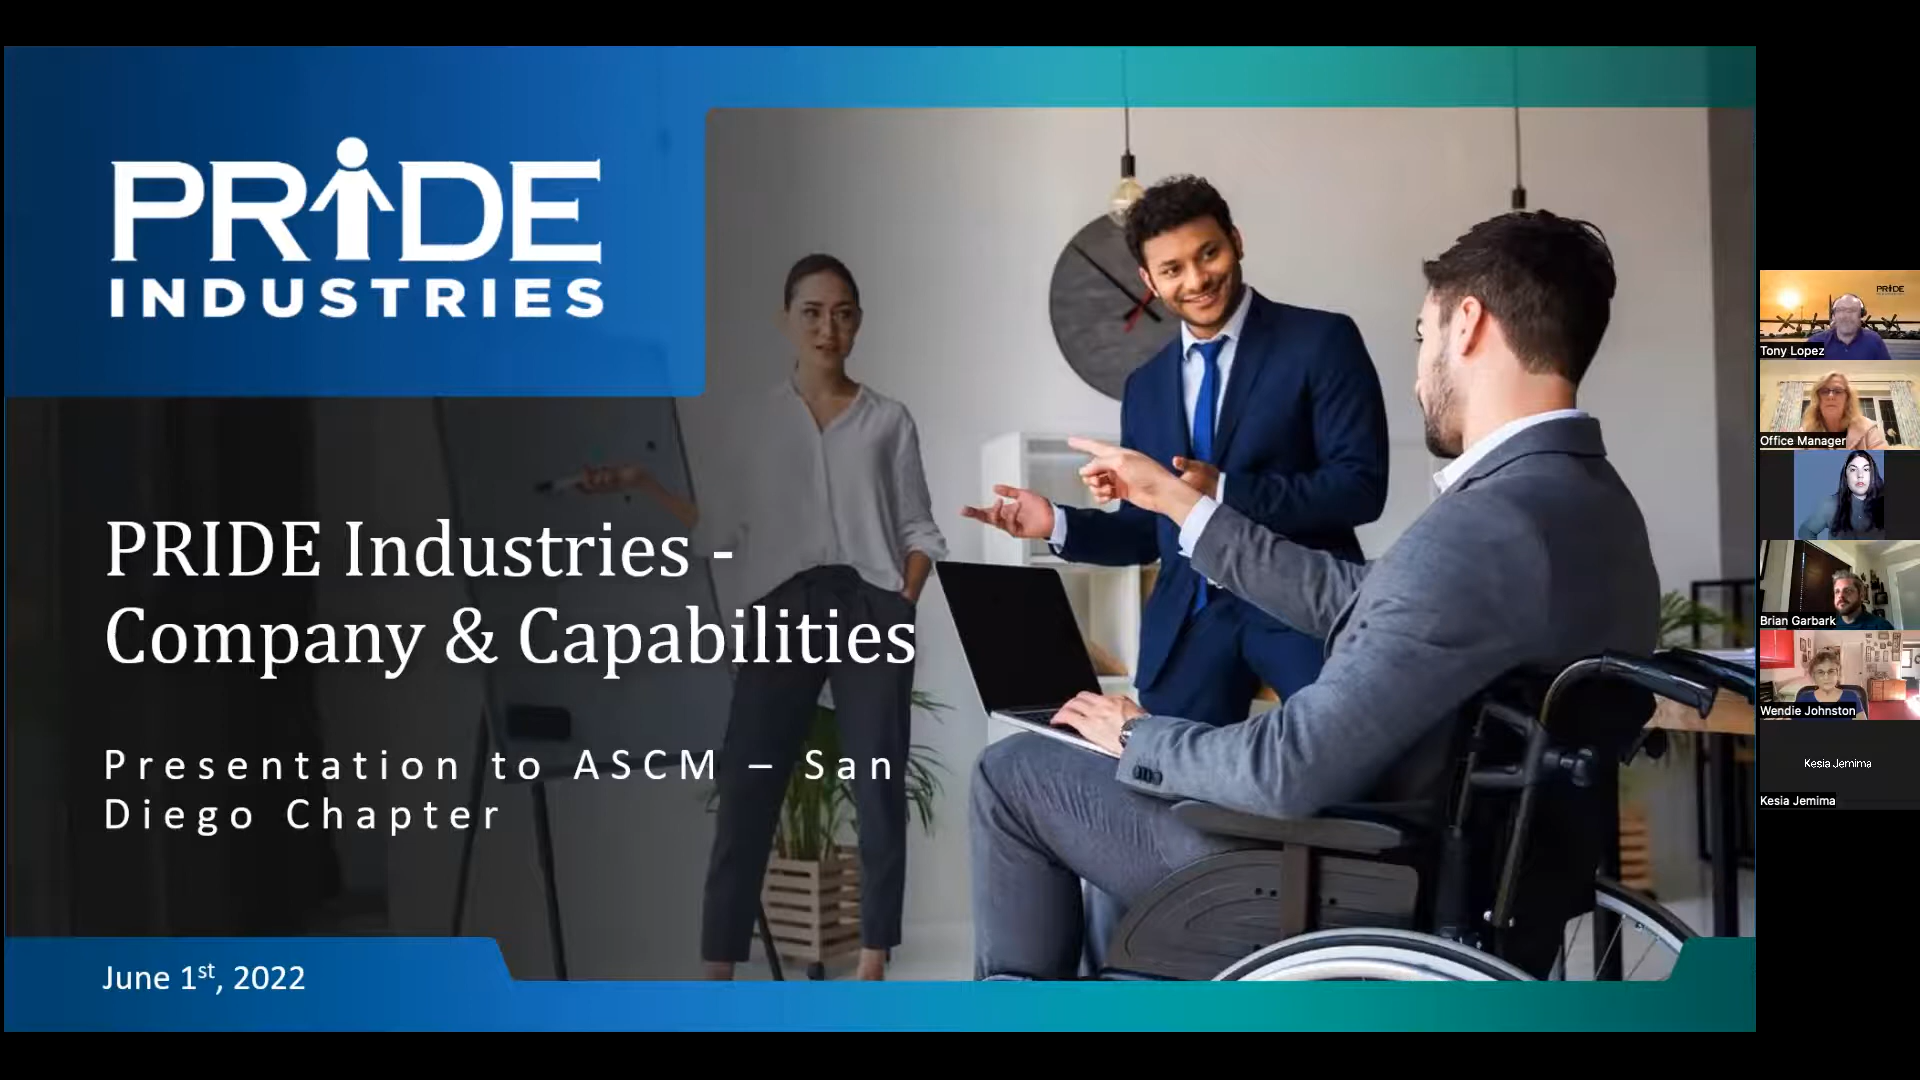 PRIDE
INDUSTRIES
PRIDE Industries -
Company & Capabilities
Presentation to ASCM – San
Diego Chapter
June 1st, 2022
PRIDE
Tony Lopez
Office Manager
Brian Garbark
Wendie Johnston
Kesia Jemima
Kesia Jemima